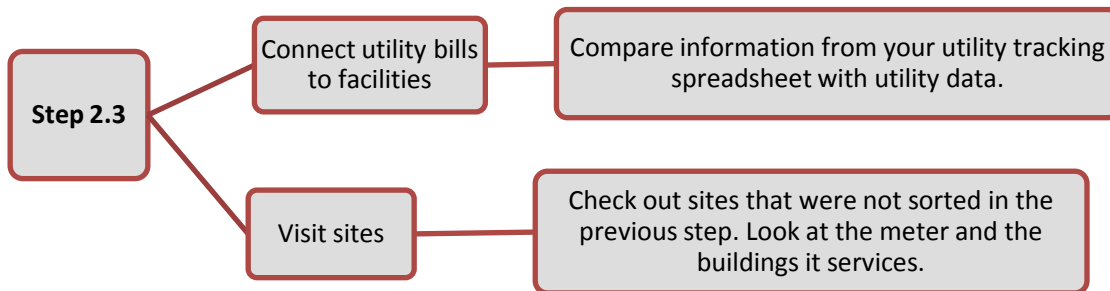 Step 2.3
Connect utility bills
to facilities
Compare information from your utility tracking
spreadsheet with utility data.
Visit sites
Check out sites that were not sorted in the
previous step. Look at the meter and the
buildings it services.